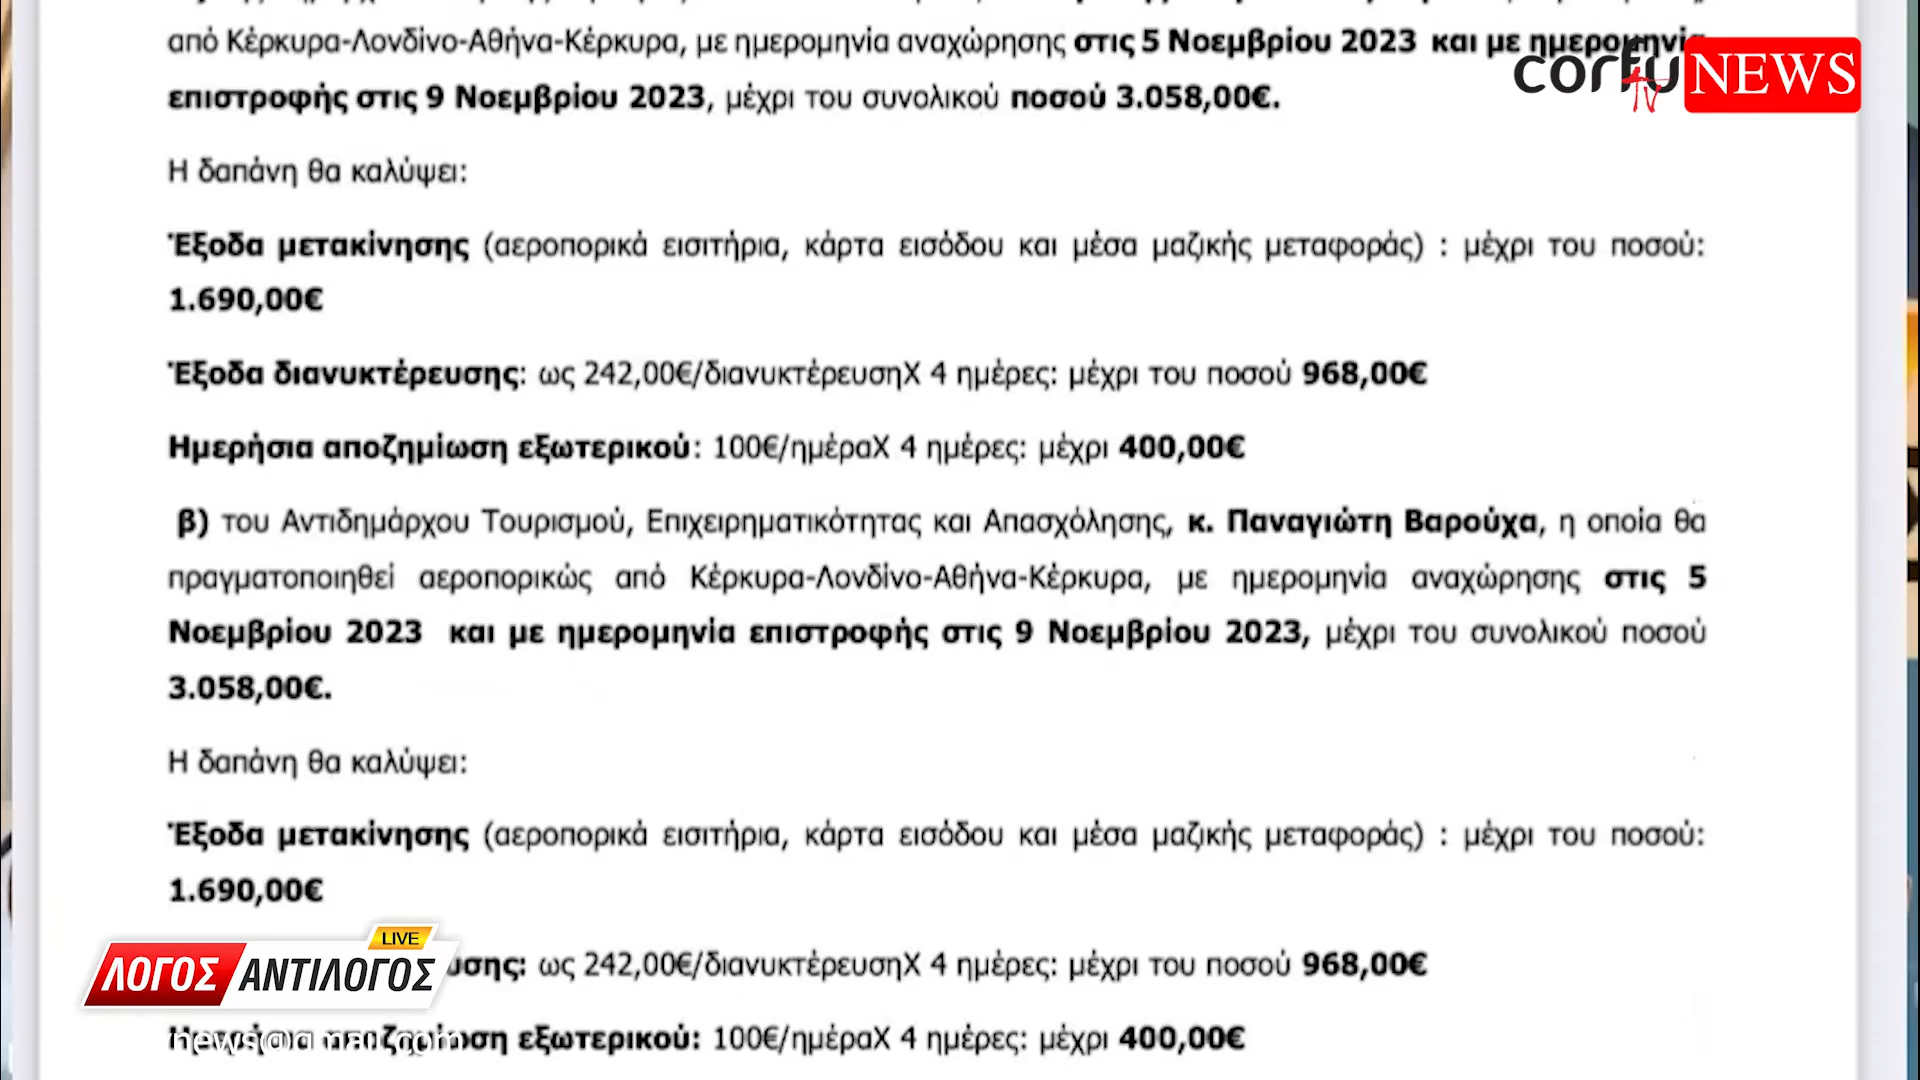 από Κέρκυρα-Λονδίνο-Αθήνα-Κέρκυρα, με ημερομηνία αναχώρησης στις 5 Νοεμβρίου 2023 και με ημερομηνία
corfu TV NEWS
επιστροφής στις 9 Νοεμβρίου 2023, μέχρι του συνολικού ποσού 3.058,00€.
Η δαπάνη θα καλύψει:
Έξοδα μετακίνησης (αεροπορικά εισιτήρια, κάρτα εισόδου και μέσα μαζικής μεταφοράς) : μέχρι του ποσού:
1.690,00€
Έξοδα διανυκτέρευσης: ως 242,00€/διανυκτέρευσηΧ 4 ημέρες: μέχρι του ποσού 968,00€
Ημερήσια αποζημίωση εξωτερικού: 100€/ημέραΧ 4 ημέρες: μέχρι 400,00€
β) του Αντιδημάρχου Τουρισμού, Επιχειρηματικότητας και Απασχόλησης, κ. Παναγιώτη Βαρούχα, η οποία θα
πραγματοποιηθεί αεροπορικώς από Κέρκυρα-Λονδίνο-Αθήνα-Κέρκυρα, με ημερομηνία αναχώρησης στις 5
Νοεμβρίου 2023 και με ημερομηνία επιστροφής στις 9 Νοεμβρίου 2023, μέχρι του συνολικού ποσού
3.058,00€.
Η δαπάνη θα καλύψει:
Έξοδα μετακίνησης (αεροπορικά εισιτήρια, κάρτα εισόδου και μέσα μαζικής μεταφοράς) : μέχρι του ποσού:
1.690,00€
LIVE
ΛΟΓΟΣ ΑΝΤΙΛΟΓΟΣ
υσης: ως 242,00€/διανυκτέρευσηΧ 4 ημέρες: μέχρι του ποσού 968,00€
εξωτερικού: 100€/ημέραΧ 4 ημέρες: μέχρι 400,00€
news@gmail.com